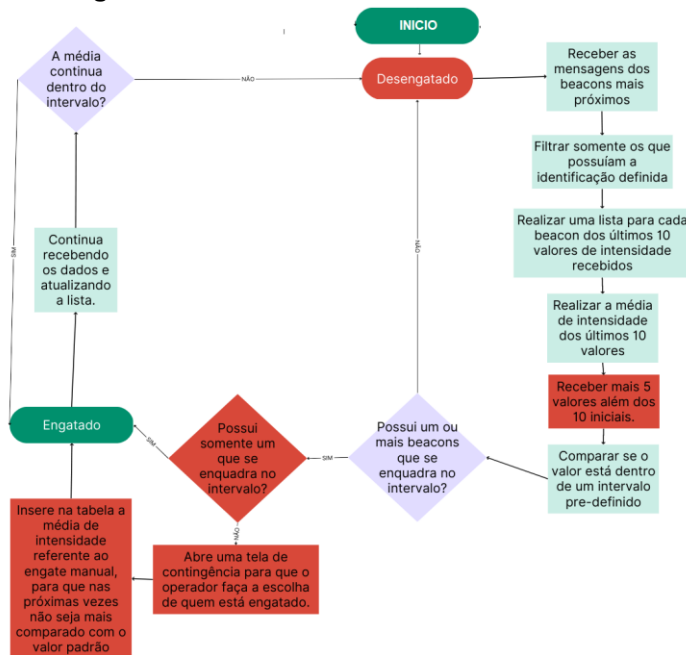 INICIO
Desengatado
Receber as
mensagens dos
beacons mais
próximos
Filtrar somente os que
possuíam a
identificação definida
Realizar uma lista para cada
beacon dos últimos 10
valores de intensidade
recebidos
Realizar a média
de intensidade
dos últimos 10
valores
Receber mais 5
valores além dos
10 iniciais.
Comparar se o
valor está dentro
de um intervalo
pre-definido
Possui um ou
mais beacons
que se
enquadra no
intervalo?
NÃO
SIM
Possui
somente um
que se
enquadra no
intervalo?
SIM
NÃO
Abre uma tela de
contingência para que o
operador faça a escolha
de quem está engatado.
Insere na tabela a
média de
intensidade
referente ao
engate manual,
para que nas
próximas vezes
não seja mais
comparado com o
valor padrão
Engatado
Continua
recebendo
os dados e
atualizando
a lista.
A média
continua
dentro do
intervalo?
NÃO
SIM